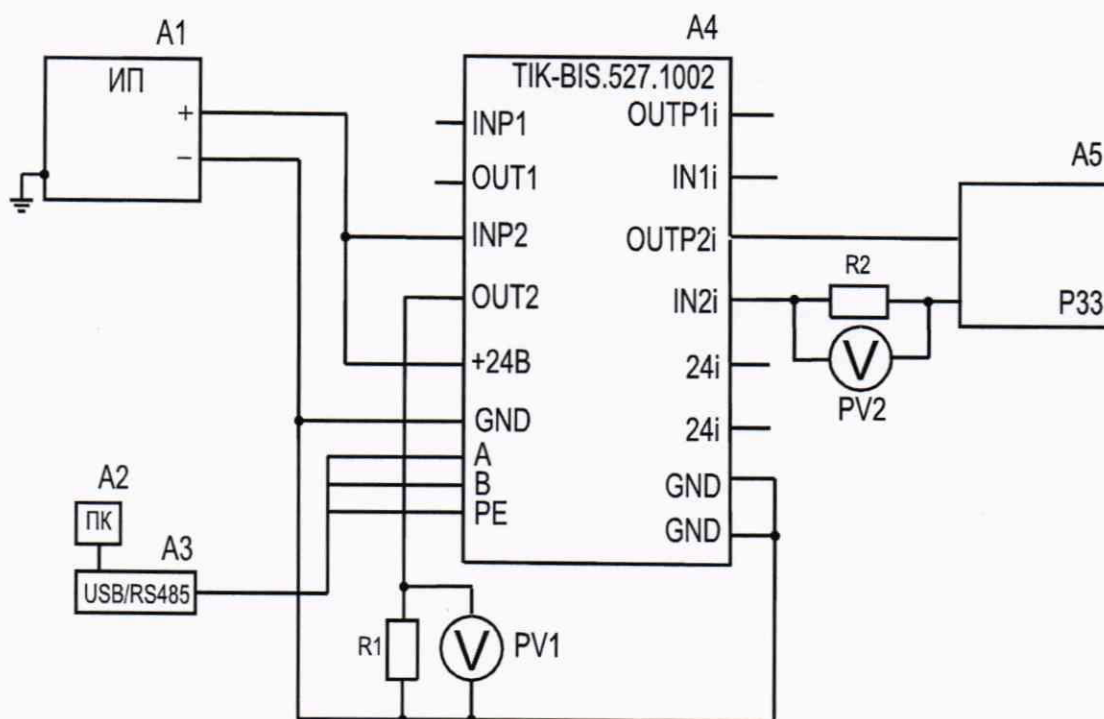 A1
ИП
+
−
A4
TIK-BIS.527.1002
INP1
OUT1
INP2
OUT2
+24В
GND
A
B
PE
OUTP1i
IN1i
OUTP2i
IN2i
24i
24i
GND
GND
A5
P33
R2
V
PV2
A2
ПК
A3
USB/RS485
R1
V
PV1